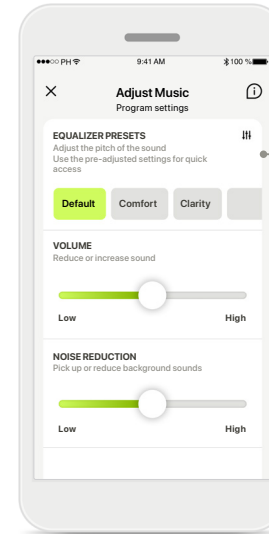 PH 9:41 AM 100 %
Adjust Music
Program settings
EQUALIZER PRESETS
Adjust the pitch of the sound
Use the pre-adjusted settings for quick
access
Default Comfort Clarity
VOLUME
Reduce or increase sound
Low High
NOISE REDUCTION
Pick up or reduce background sounds
Low High